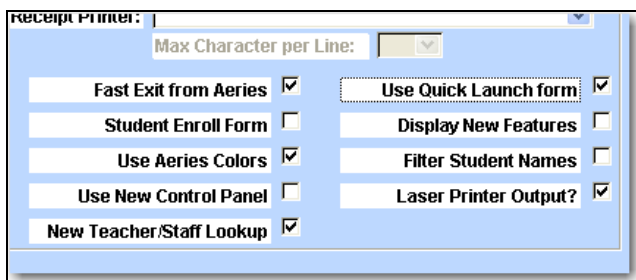 Receipt Printer:
Max Character per Line:
Fast Exit from Aeries Use Quick Launch form
Student Enroll Form Display New Features
Use Aeries Colors Filter Student Names
Use New Control Panel Laser Printer Output?
New Teacher/Staff Lookup